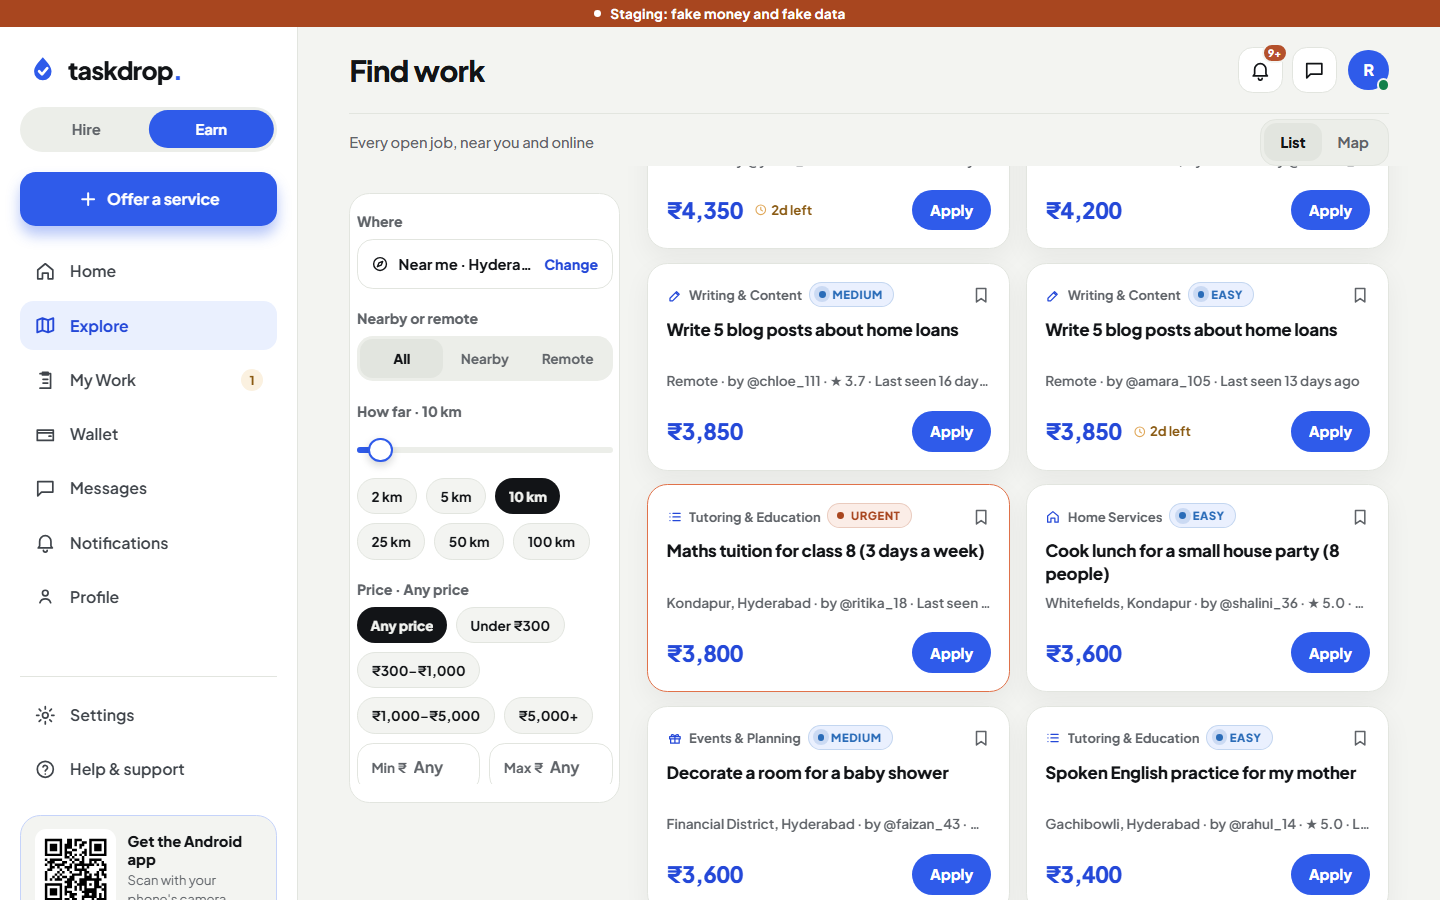 Staging: fake money and fake data
taskdrop.
Hire
Earn
Offer a service
Home
Explore
My Work
1
Wallet
Messages
Notifications
Profile
Settings
Help & support
Get the Android
app
Scan with your
phone's camera
Find work
9+
R
Every open job, near you and online
List
Map
Where
Near me · Hydera...
Change
Nearby or remote
All
Nearby
Remote
How far · 10 km
2 km
5 km
10 km
25 km
50 km
100 km
Price · Any price
Any price
Under ₹300
₹300–₹1,000
₹1,000–₹5,000
₹5,000+
Min ₹ Any
Max ₹ Any
₹4,350
2d left
Apply
₹4,200
Apply
Writing & Content
MEDIUM
Write 5 blog posts about home loans
Remote · by @chloe_111 · ★ 3.7 · Last seen 16 day...
₹3,850
Apply
Writing & Content
EASY
Write 5 blog posts about home loans
Remote · by @amara_105 · Last seen 13 days ago
₹3,850
2d left
Apply
Tutoring & Education
URGENT
Maths tuition for class 8 (3 days a week)
Kondapur, Hyderabad · by @ritika_18 · Last seen ...
₹3,800
Apply
Home Services
EASY
Cook lunch for a small house party (8
people)
Whitefields, Kondapur · by @shalini_36 · ★ 5.0 · ...
₹3,600
Apply
Events & Planning
MEDIUM
Decorate a room for a baby shower
Financial District, Hyderabad · by @faizan_43 · ...
₹3,600
Apply
Tutoring & Education
EASY
Spoken English practice for my mother
Gachibowli, Hyderabad · by @rahul_14 · ★ 5.0 · L...
₹3,400
Apply